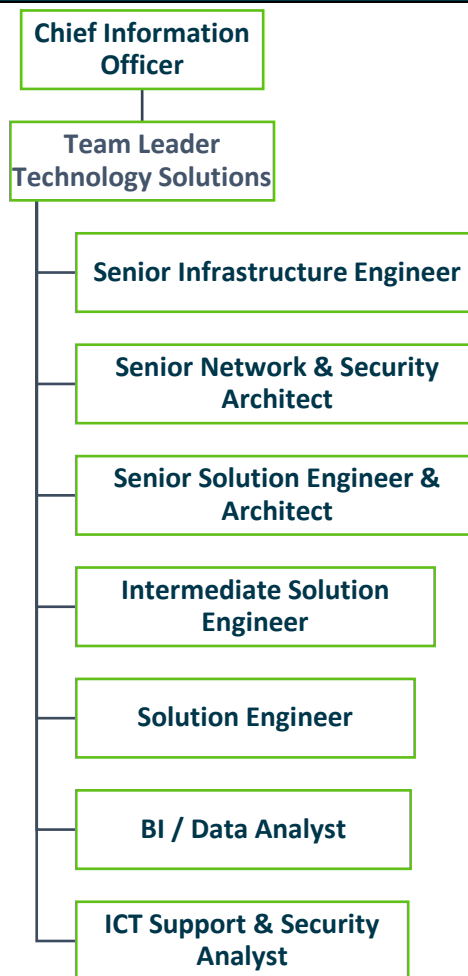 Chief Information
Officer
Team Leader
Technology Solutions
Senior Infrastructure Engineer
Senior Network & Security
Architect
Senior Solution Engineer &
Architect
Intermediate Solution
Engineer
Solution Engineer
BI / Data Analyst
ICT Support & Security
Analyst